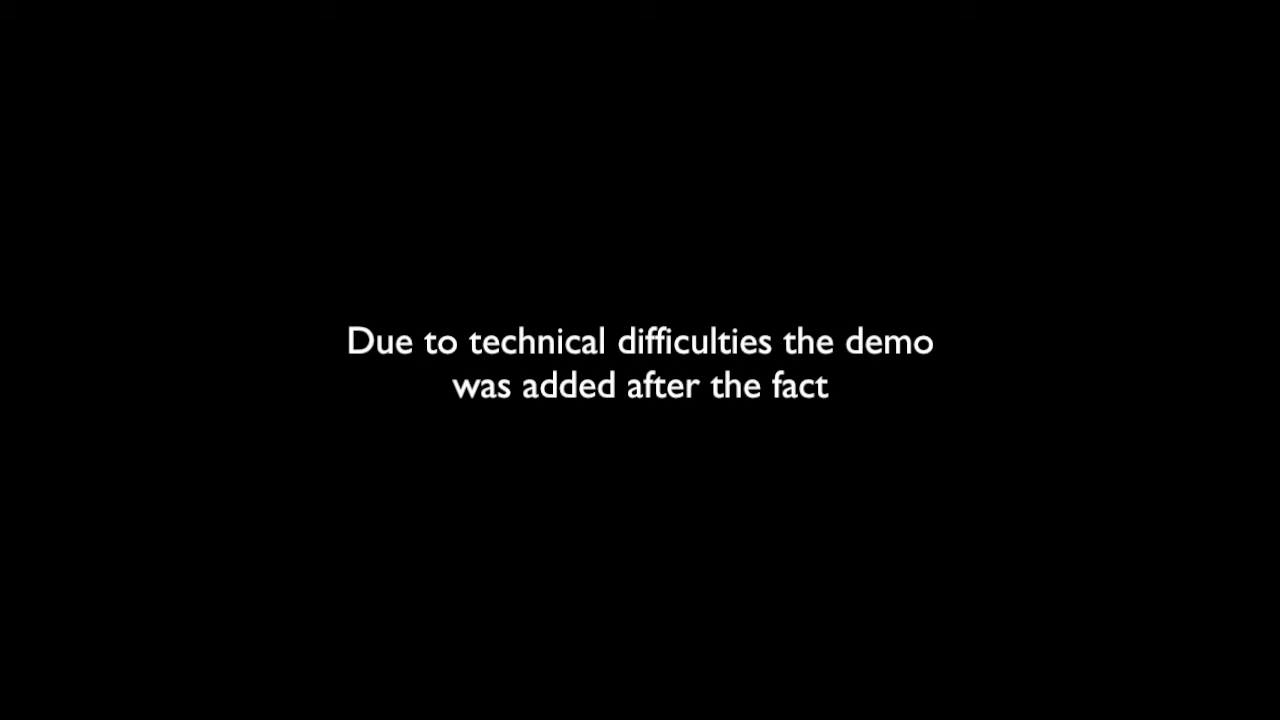 Due to technical difficulties the demo
was added after the fact